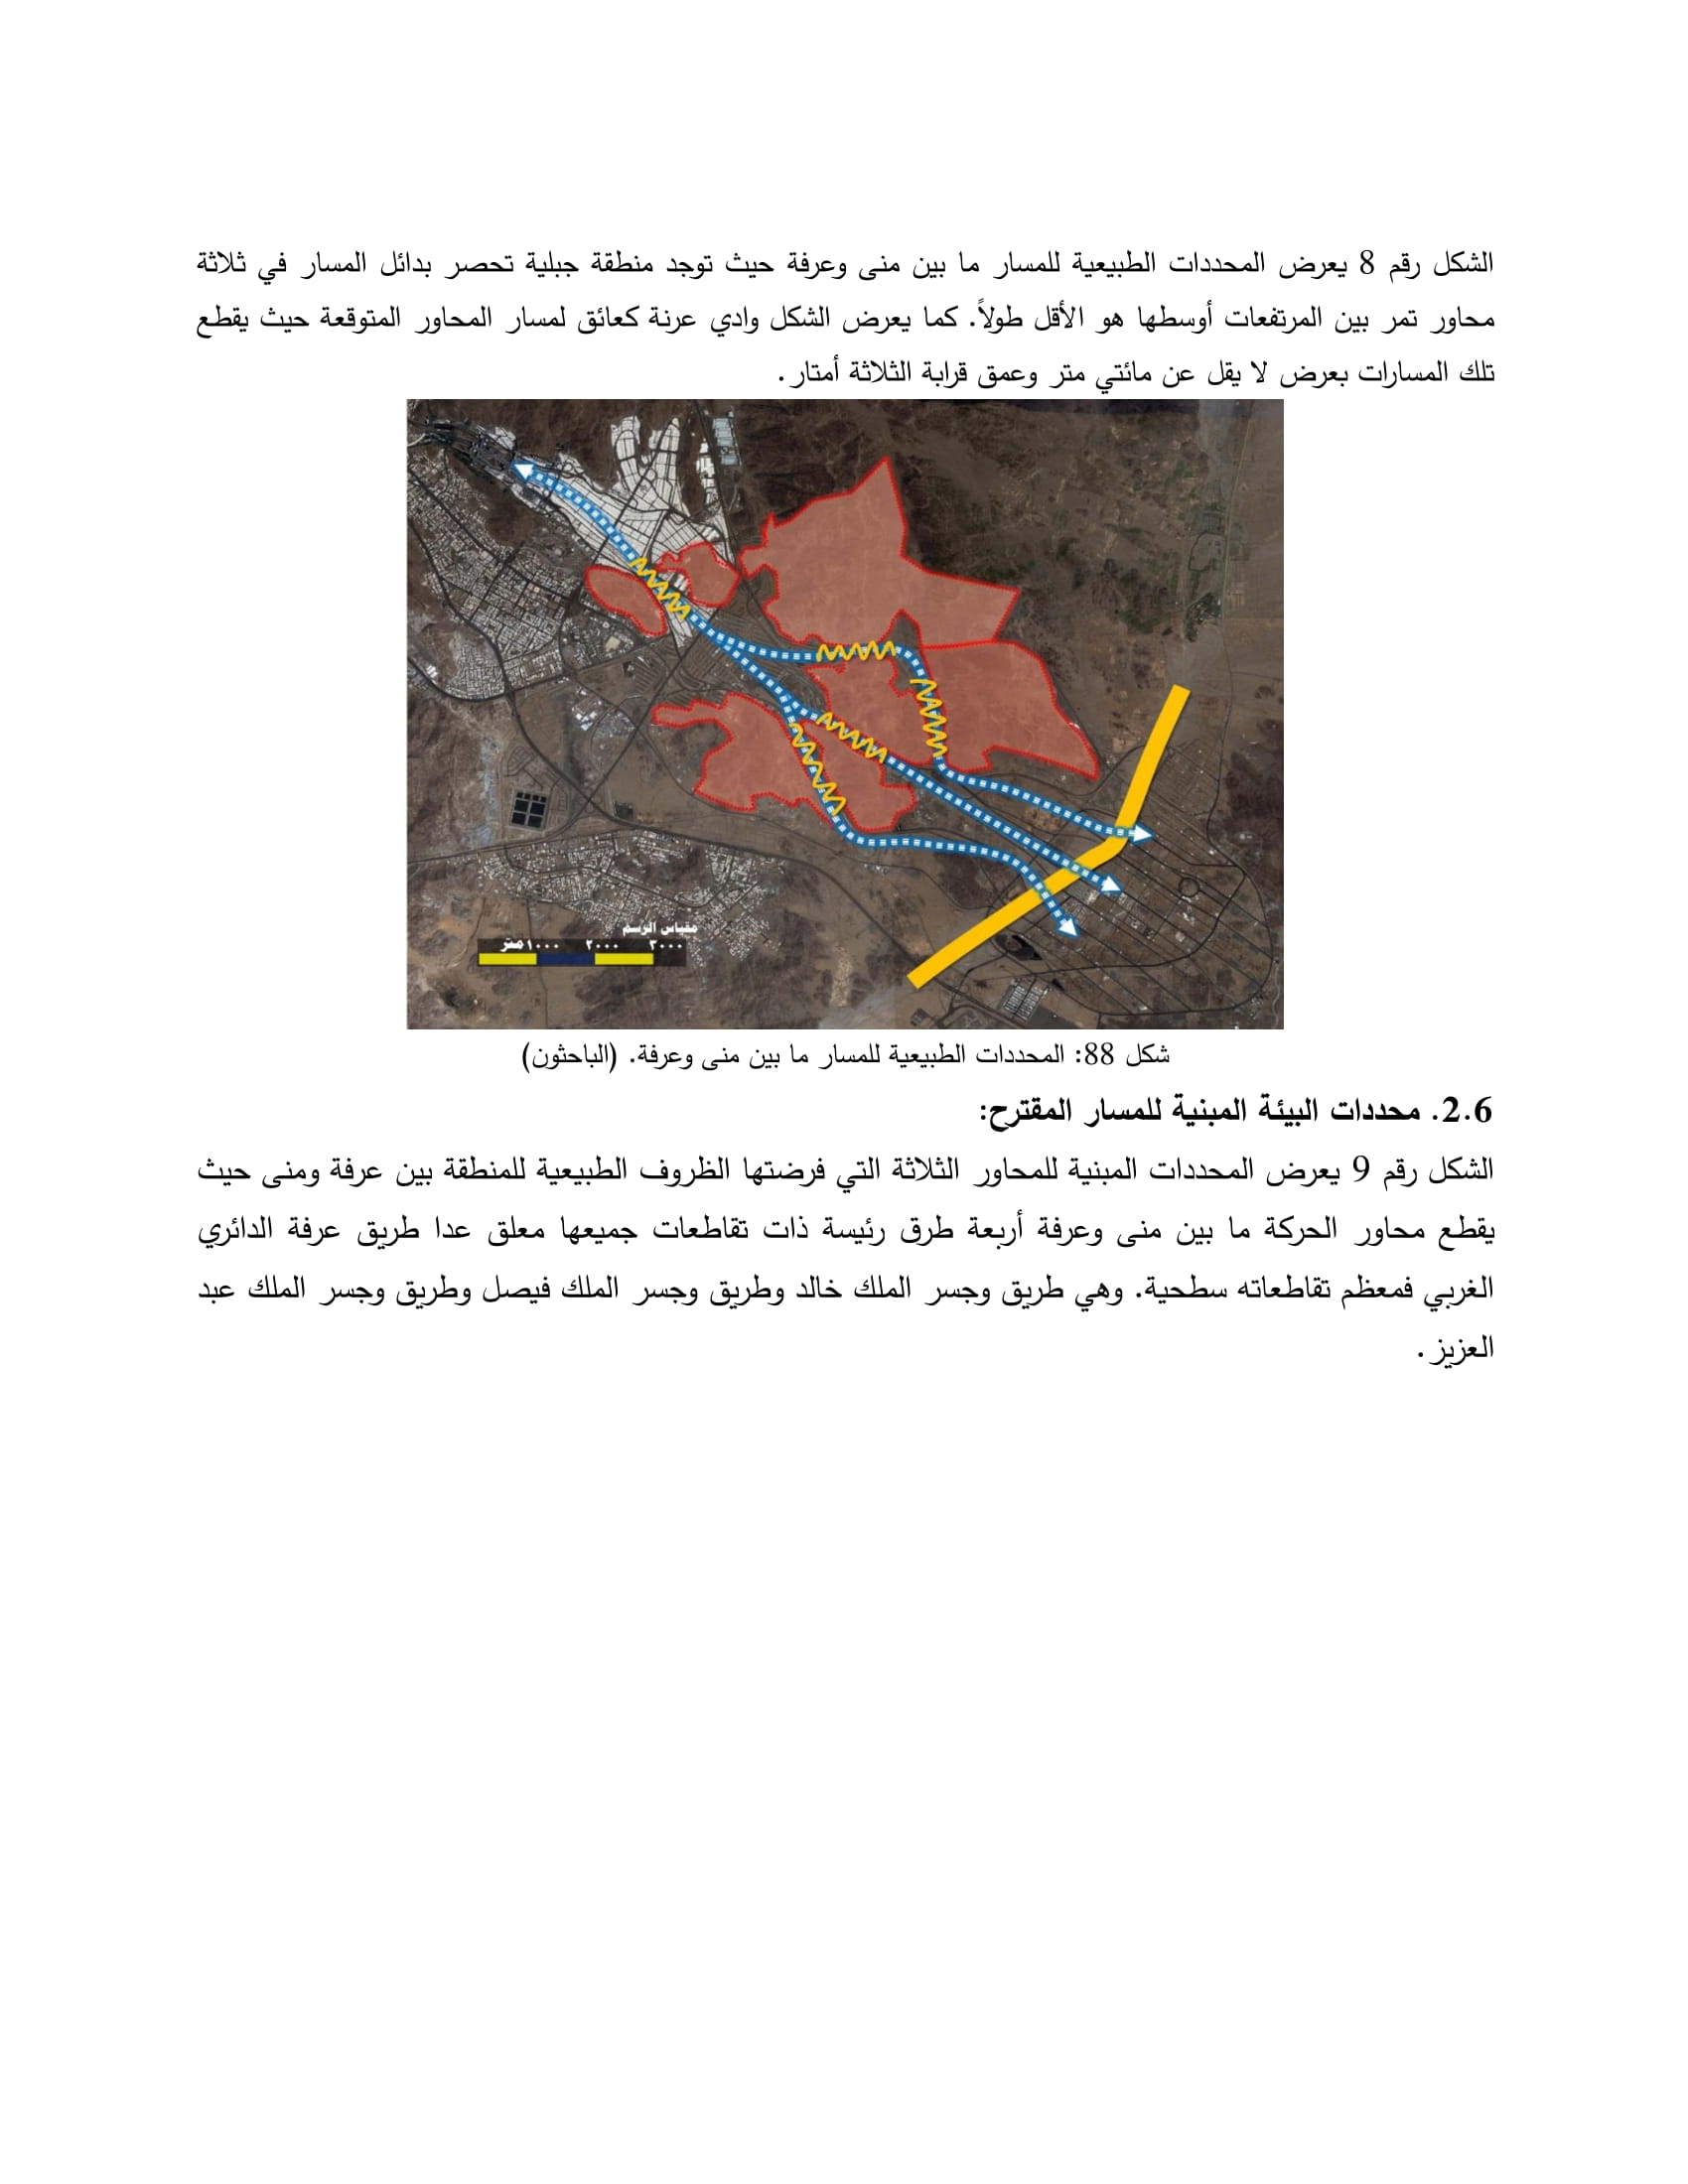 الشكل رقم 8 يعرض المحددات الطبيعية للمسار ما بين منى وعرفة حيث توجد منطقة جبلية تحصر بدائل المسار في ثلاثة
محاور تمر بين المرتفعات أوسطها هو الأقل طولاً. كما يعرض الشكل وادي عرنة كعائق لمسار المحاور المتوقعة حيث يقطع
تلك المسارات بعرض لا يقل عن مائتي متر وعمق قرابة الثلاثة أمتار.
مقياس الرسم
٣٠٠٠ ٢٠٠٠ ١٠٠٠متر
شكل 88: المحددات الطبيعية للمسار ما بين منى وعرفة. (الباحثون)
2.6. محددات البيئة المبنية للمسار المقترح:
الشكل رقم 9 يعرض المحددات المبنية للمحاور الثلاثة التي فرضتها الظروف الطبيعية للمنطقة بين عرفة ومنى حيث
يقطع محاور الحركة ما بين منى وعرفة أربعة طرق رئيسة ذات تقاطعات جميعها معلق عدا طريق عرفة الدائري
الغربي فمعظم تقاطعاته سطحية. وهي طريق وجسر الملك خالد وطريق وجسر الملك فيصل وطريق وجسر الملك عبد
العزيز.